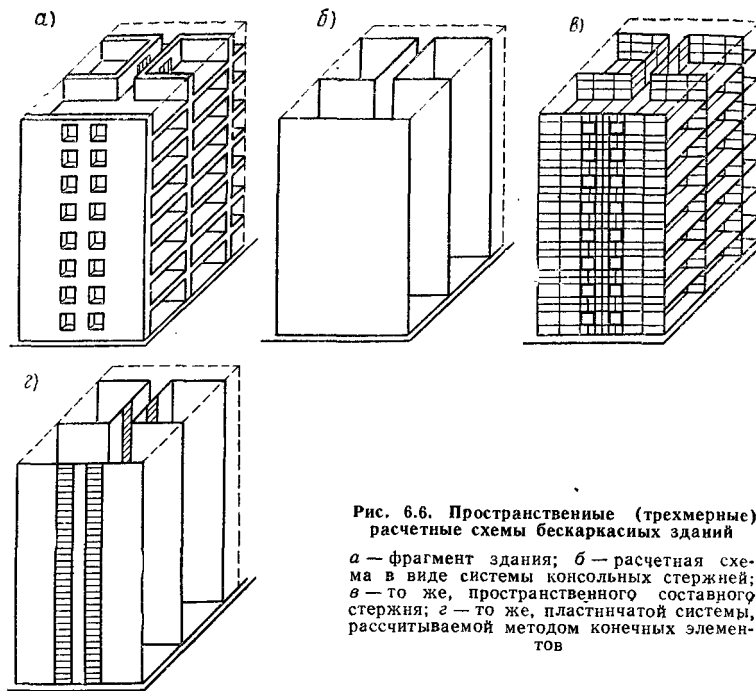 а)
б)
в)
г)
Рис. 6.6. Пространственные (трехмерные)
расчетные схемы бескаркасных зданий
а — фрагмент здания; б — расчетная схе-
ма в виде системы консольных стержней;
в — то же, пространственного составного
стержня; г — то же, пластинчатой системы,
рассчитываемой методом конечных элемен-
тов